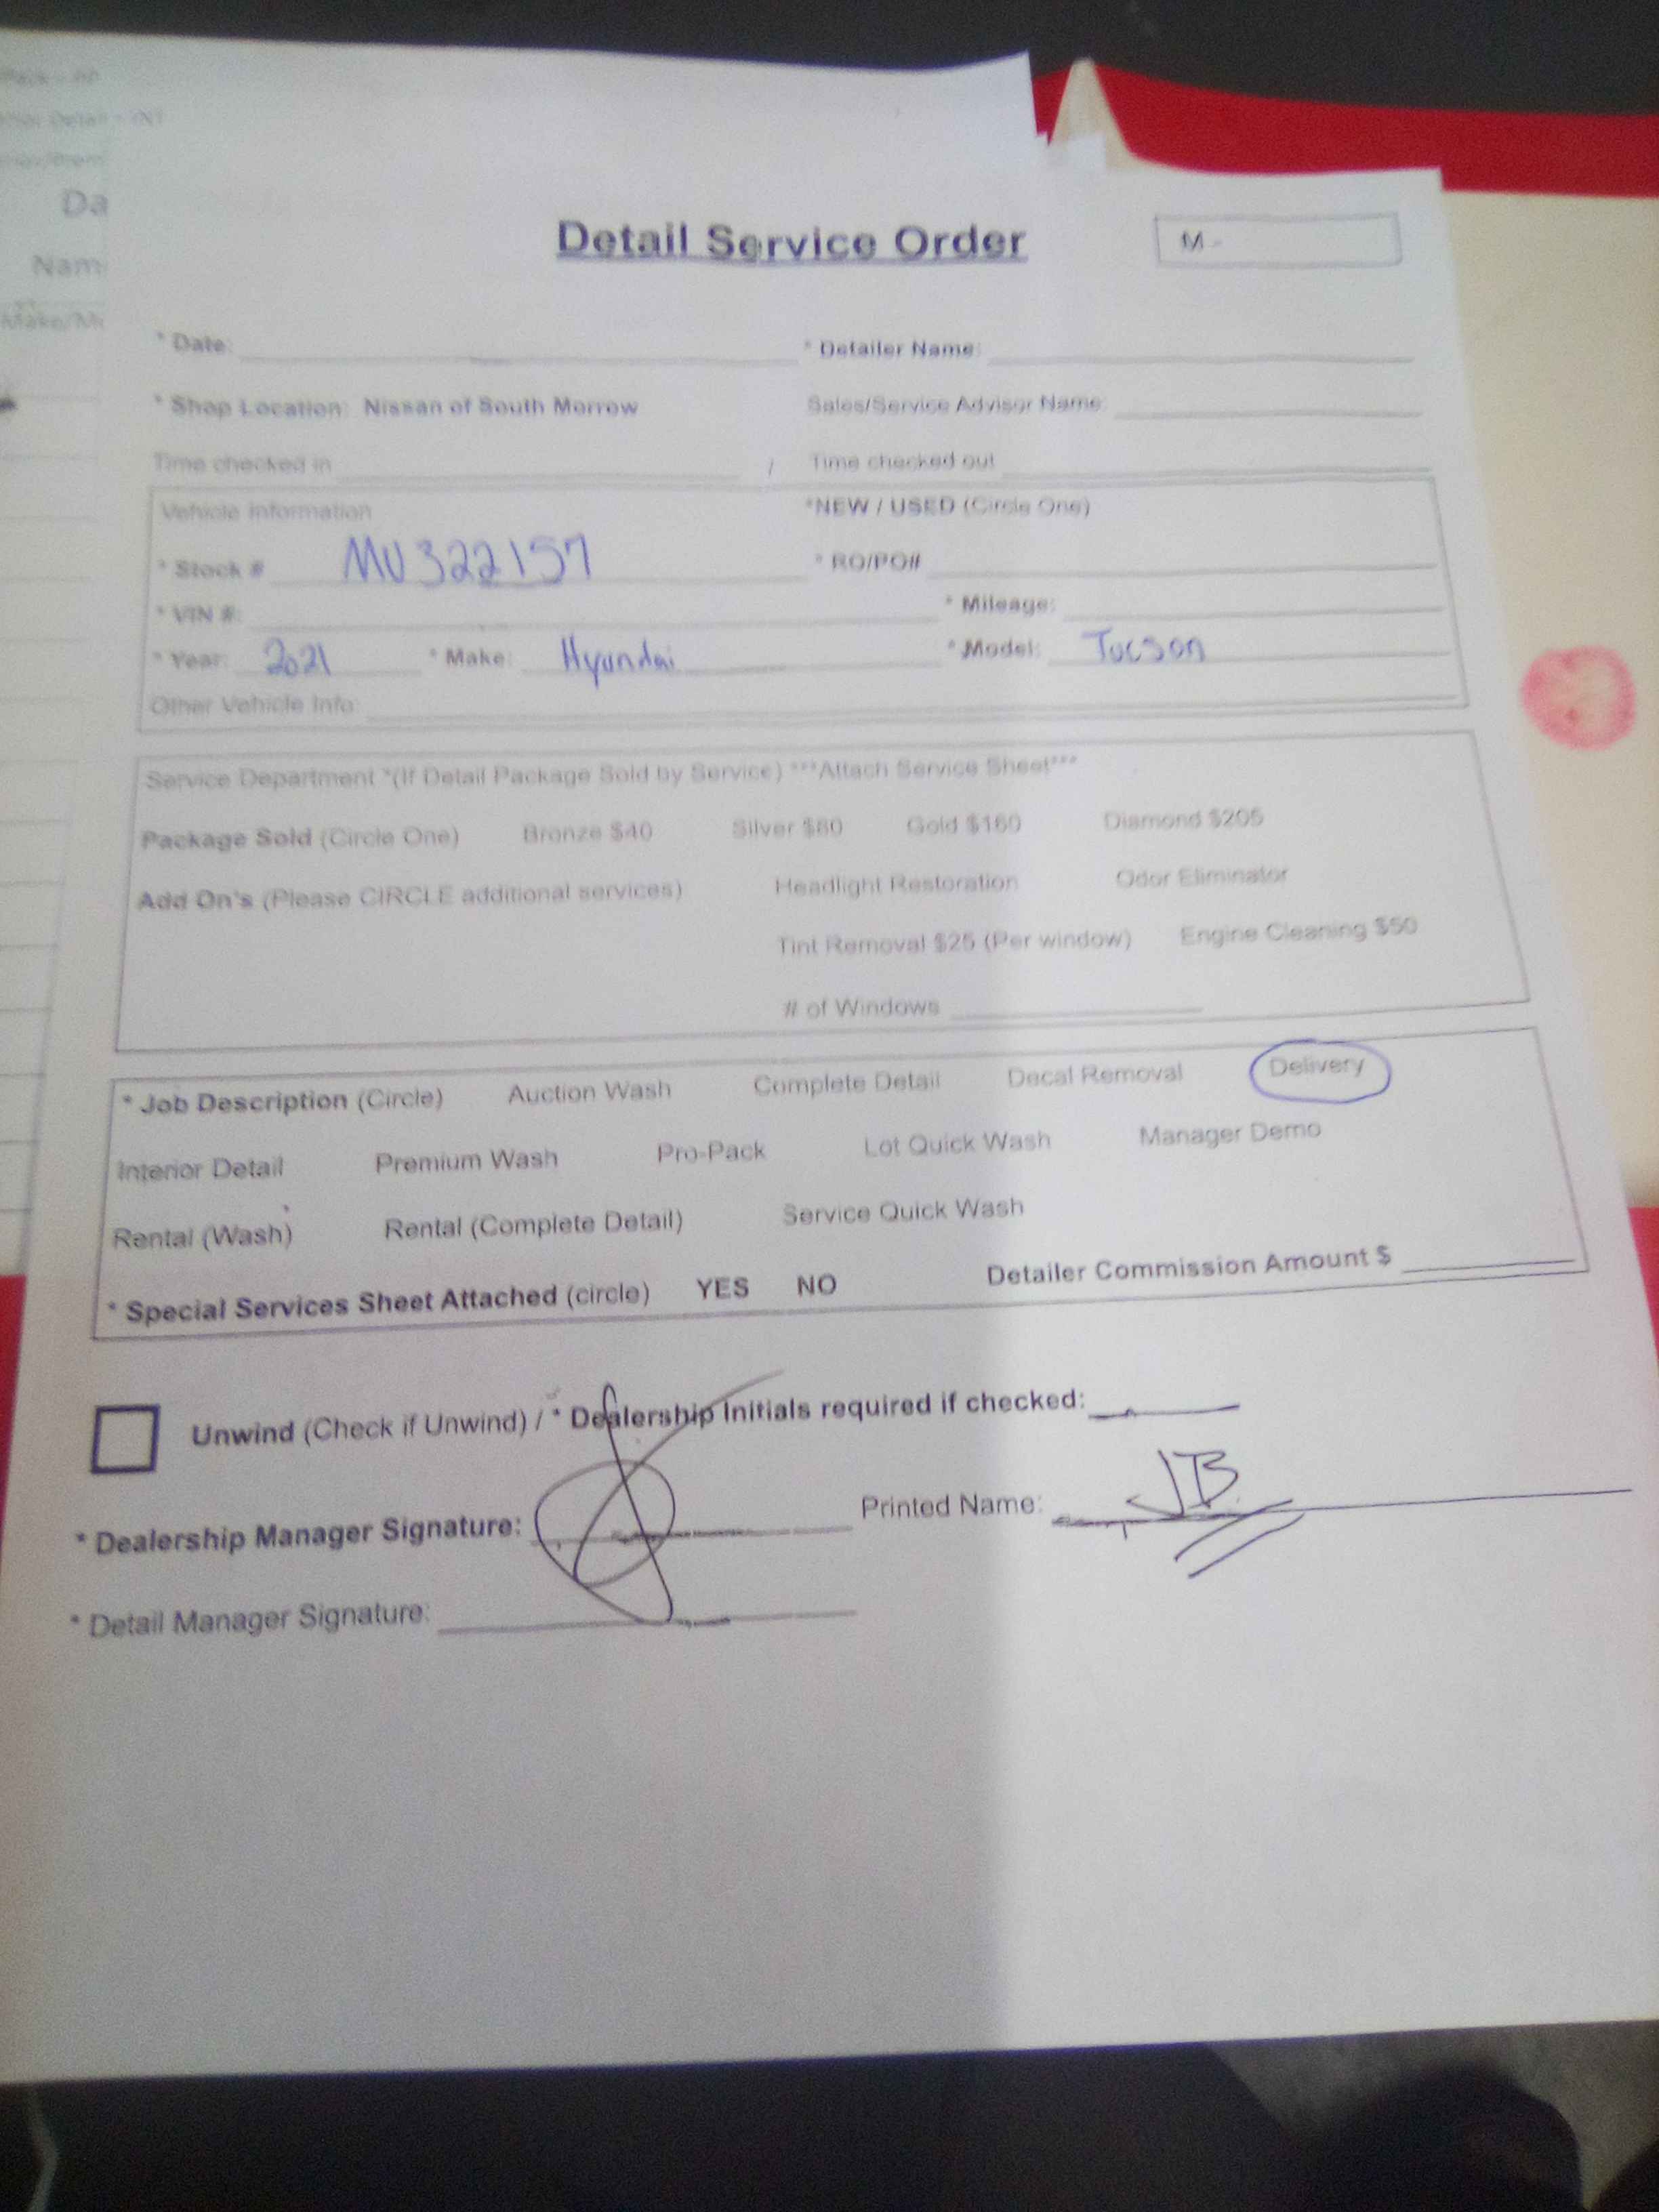 Detail Service Order
M -
* Date:
* Detailer Name:
* Shop Location: Nissan of South Morrow
Sales/Service Advisor Name
Time checked in / Time checked out
Vehicle Information
*NEW / USED (Circle One)
* Stock # MU322157
* RO/PO#
* VIN #:
* Mileage:
* Year: 2021 * Make: Hyundai * Model: Tucson
Other Vehicle Info:
Service Department *(If Detail Package Sold by Service) ***Attach Service Sheet***
Package Sold (Circle One) Bronze $40 Silver $80 Gold $160 Diamond $205
Add On's (Please CIRCLE additional services) Headlight Restoration Odor Eliminator
Tint Removal $25 (Per window) Engine Cleaning $50
# of Windows
* Job Description (Circle) Auction Wash Complete Detail Decal Removal Delivery
Interior Detail Premium Wash Pro-Pack Lot Quick Wash Manager Demo
Rental (Wash) Rental (Complete Detail) Service Quick Wash
* Special Services Sheet Attached (circle) YES NO Detailer Commission Amount $
Unwind (Check if Unwind) / * Dealership Initials required if checked:
* Dealership Manager Signature: Printed Name: JB
* Detail Manager Signature: